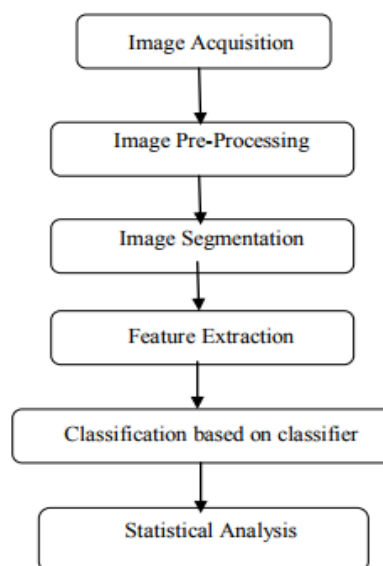 Image Acquisition
Image Pre-Processing
Image Segmentation
Feature Extraction
Classification based on classifier
Statistical Analysis